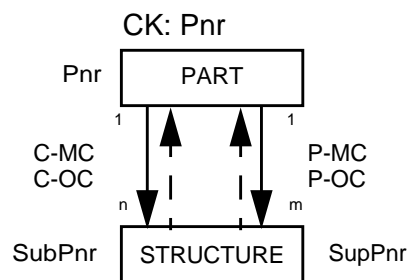 CK: Pnr
Pnr PART
1 1
C-MC P-MC
C-OC P-OC
n m
SubPnr STRUCTURE SupPnr